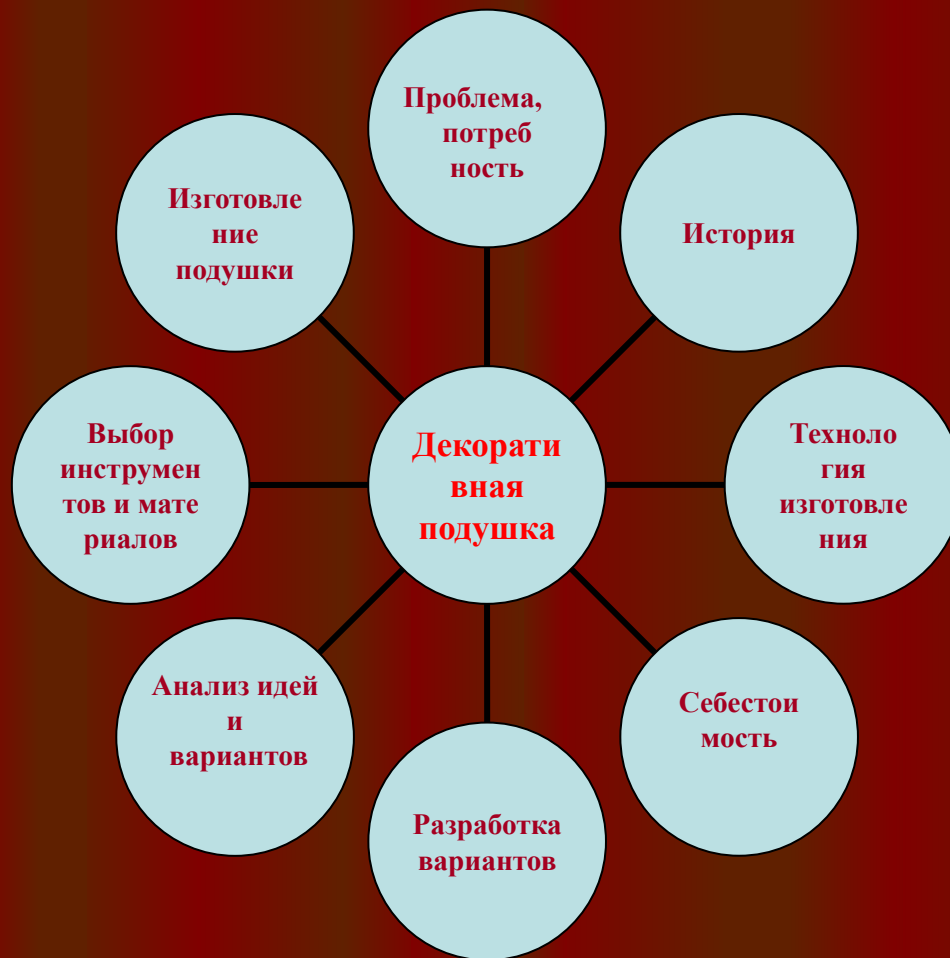 Проблема,
потреб
ность
История
Техноло
гия
изготовле
ния
Себестои
мость
Разработка
вариантов
Анализ идей
и
вариантов
Выбор
инструмен
тов и мате
риалов
Изготовле
ние
подушки
Декорати
вная
подушка